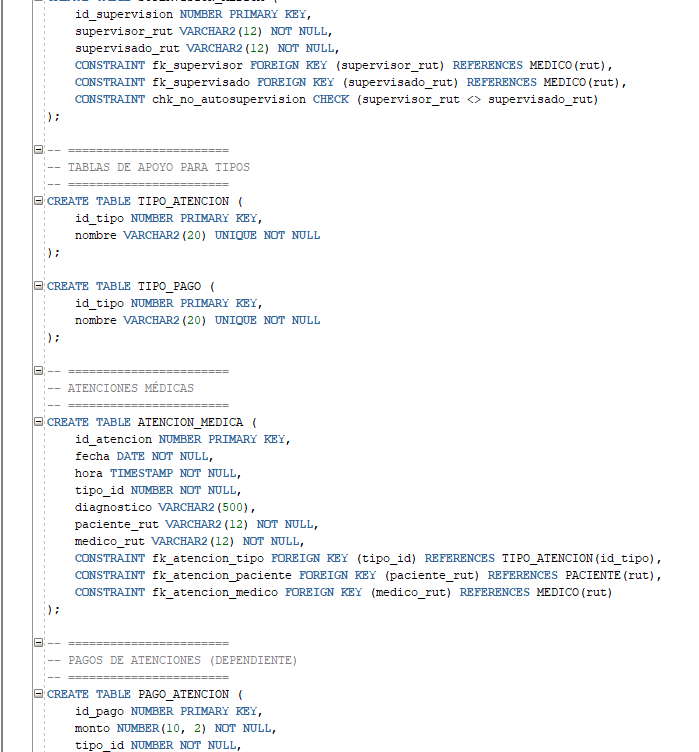 id_supervision NUMBER PRIMARY KEY,
    supervisor_rut VARCHAR2(12) NOT NULL,
    supervisado_rut VARCHAR2(12) NOT NULL,
    CONSTRAINT fk_supervisor FOREIGN KEY (supervisor_rut) REFERENCES MEDICO(rut),
    CONSTRAINT fk_supervisado FOREIGN KEY (supervisado_rut) REFERENCES MEDICO(rut),
    CONSTRAINT chk_no_autosupervision CHECK (supervisor_rut <> supervisado_rut)
);
-- =======================
-- TABLAS DE APOYO PARA TIPOS
-- =======================
CREATE TABLE TIPO_ATENCION (
    id_tipo NUMBER PRIMARY KEY,
    nombre VARCHAR2(20) UNIQUE NOT NULL
);
CREATE TABLE TIPO_PAGO (
    id_tipo NUMBER PRIMARY KEY,
    nombre VARCHAR2(20) UNIQUE NOT NULL
);
-- =======================
-- ATENCIONES MÉDICAS
-- =======================
CREATE TABLE ATENCION_MEDICA (
    id_atencion NUMBER PRIMARY KEY,
    fecha DATE NOT NULL,
    hora TIMESTAMP NOT NULL,
    tipo_id NUMBER NOT NULL,
    diagnostico VARCHAR2(500),
    paciente_rut VARCHAR2(12) NOT NULL,
    medico_rut VARCHAR2(12) NOT NULL,
    CONSTRAINT fk_atencion_tipo FOREIGN KEY (tipo_id) REFERENCES TIPO_ATENCION(id_tipo),
    CONSTRAINT fk_atencion_paciente FOREIGN KEY (paciente_rut) REFERENCES PACIENTE(rut),
    CONSTRAINT fk_atencion_medico FOREIGN KEY (medico_rut) REFERENCES MEDICO(rut)
);
-- =======================
-- PAGOS DE ATENCIONES (DEPENDIENTE)
-- =======================
CREATE TABLE PAGO_ATENCION (
    id_pago NUMBER PRIMARY KEY,
    monto NUMBER(10, 2) NOT NULL,
    tipo_id NUMBER NOT NULL,